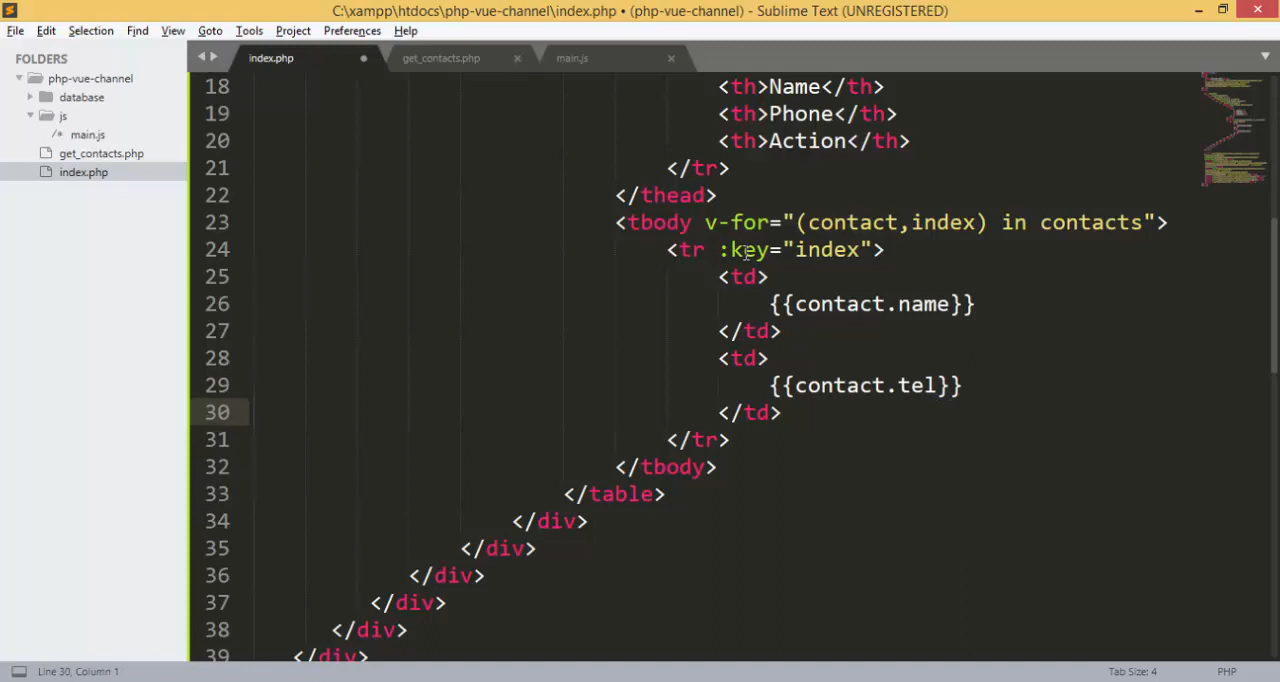 C:\xampp\htdocs\php-vue-channel\index.php • (php-vue-channel) - Sublime Text (UNREGISTERED)
File Edit Selection Find View Goto Tools Project Preferences Help
FOLDERS
php-vue-channel
database
js
/* main.js
get_contacts.php
index.php
index.php get_contacts.php main.js
18 <th>Name</th>
19 <th>Phone</th>
20 <th>Action</th>
21 </tr>
22 </thead>
23 <tbody v-for="(contact,index) in contacts">
24 <tr :key="index">
25 <td>
26 {{contact.name}}
27 </td>
28 <td>
29 {{contact.tel}}
30 </td>
31 </tr>
32 </tbody>
33 </table>
34 </div>
35 </div>
36 </div>
37 </div>
38 </div>
39 </div>
Line 30, Column 1 Tab Size: 4 PHP